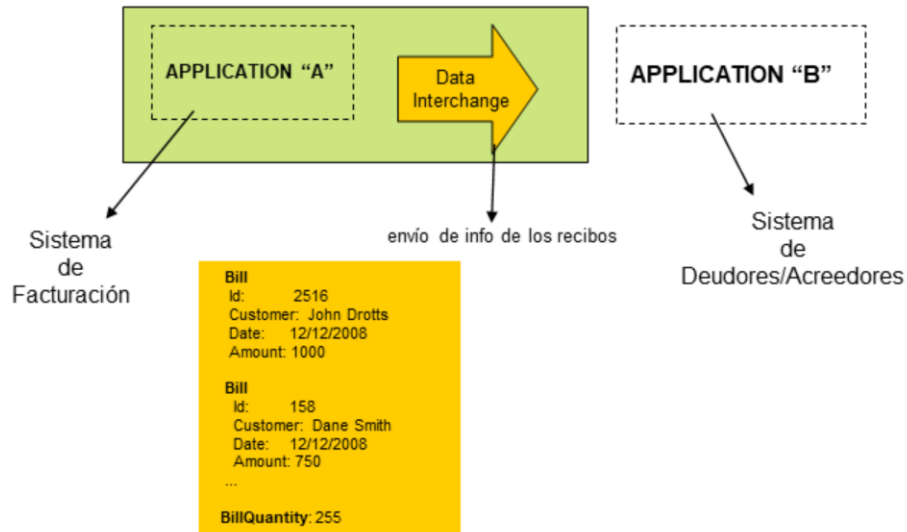 APPLICATION “A”
Data
Interchange
APPLICATION “B”
Sistema
de
Facturación
envío de info de los recibos
Sistema
de
Deudores/Acreedores
Bill
Id: 2516
Customer: John Drotts
Date: 12/12/2008
Amount: 1000
Bill
Id: 158
Customer: Dane Smith
Date: 12/12/2008
Amount: 750
...
BillQuantity: 255